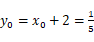 y₀ = x₀ + 2 = 1/5